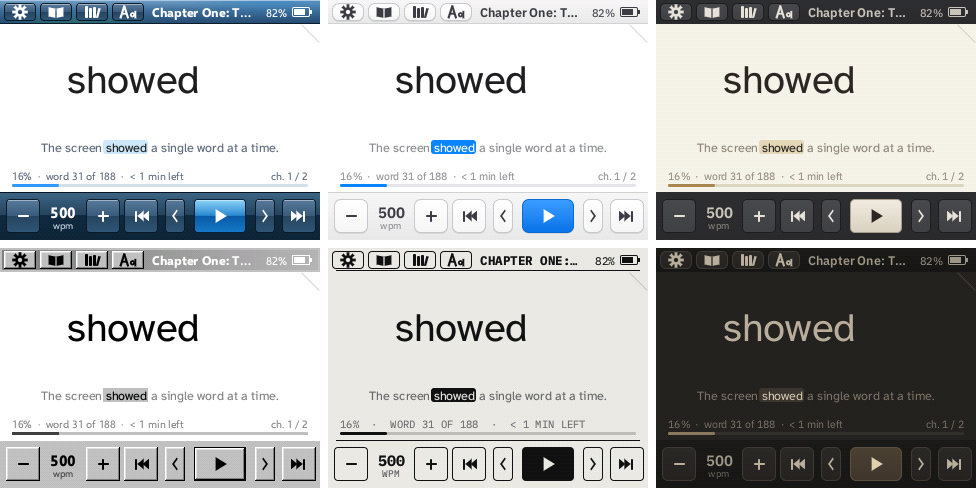 Aa Chapter One: T... 82%
showed
The screen showed a single word at a time.
16% · word 31 of 188 · < 1 min left ch. 1 / 2
500
wpm
Aa Chapter One: T... 82%
showed
The screen showed a single word at a time.
16% · word 31 of 188 · < 1 min left ch. 1 / 2
500
wpm
Aa Chapter One: T... 82%
showed
The screen showed a single word at a time.
16% · word 31 of 188 · < 1 min left ch. 1 / 2
500
wpm
Aa Chapter One: T... 82%
showed
The screen showed a single word at a time.
16% · word 31 of 188 · < 1 min left ch. 1 / 2
500
wpm
Aa CHAPTER ONE:... 82%
showed
The screen showed a single word at a time.
16% · WORD 31 OF 188 · < 1 MIN LEFT
500
WPM
Aa Chapter One: T... 82%
showed
The screen showed a single word at a time.
16% · word 31 of 188 · < 1 min left ch. 1 / 2
500
wpm